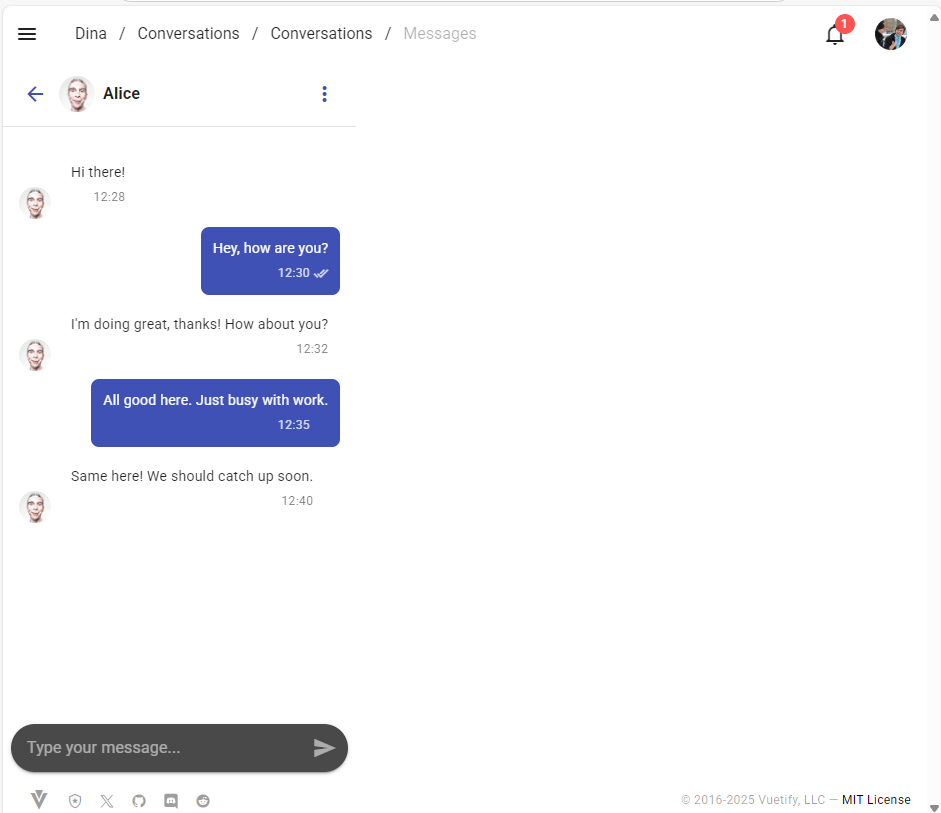 Dina / Conversations / Conversations / Messages
1
Alice
Hi there!
12:28
Hey, how are you?
12:30
I'm doing great, thanks! How about you?
12:32
All good here. Just busy with work.
12:35
Same here! We should catch up soon.
12:40
Type your message...
© 2016-2025 Vuetify, LLC — MIT License